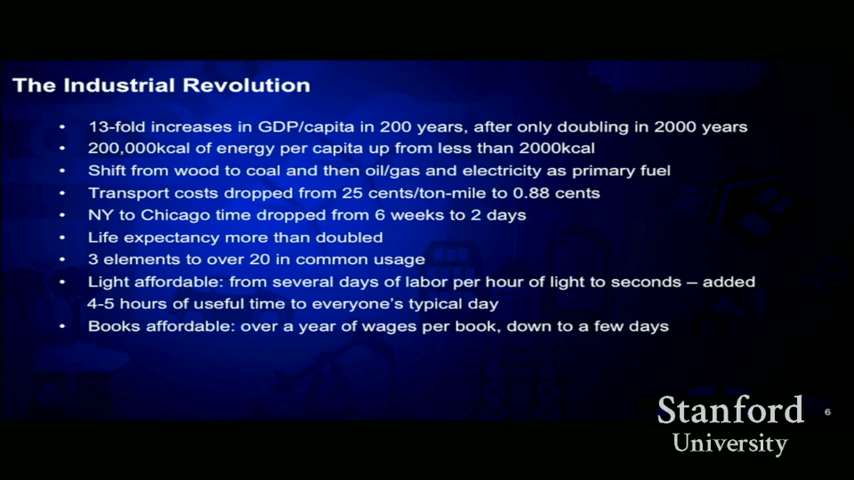 The Industrial Revolution
• 13-fold increases in GDP/capita in 200 years, after only doubling in 2000 years
• 200,000kcal of energy per capita up from less than 2000kcal
• Shift from wood to coal and then oil/gas and electricity as primary fuel
• Transport costs dropped from 25 cents/ton-mile to 0.88 cents
• NY to Chicago time dropped from 6 weeks to 2 days
• Life expectancy more than doubled
• 3 elements to over 20 in common usage
• Light affordable: from several days of labor per hour of light to seconds – added
4-5 hours of useful time to everyone's typical day
• Books affordable: over a year of wages per book, down to a few days
Stanford
University
6